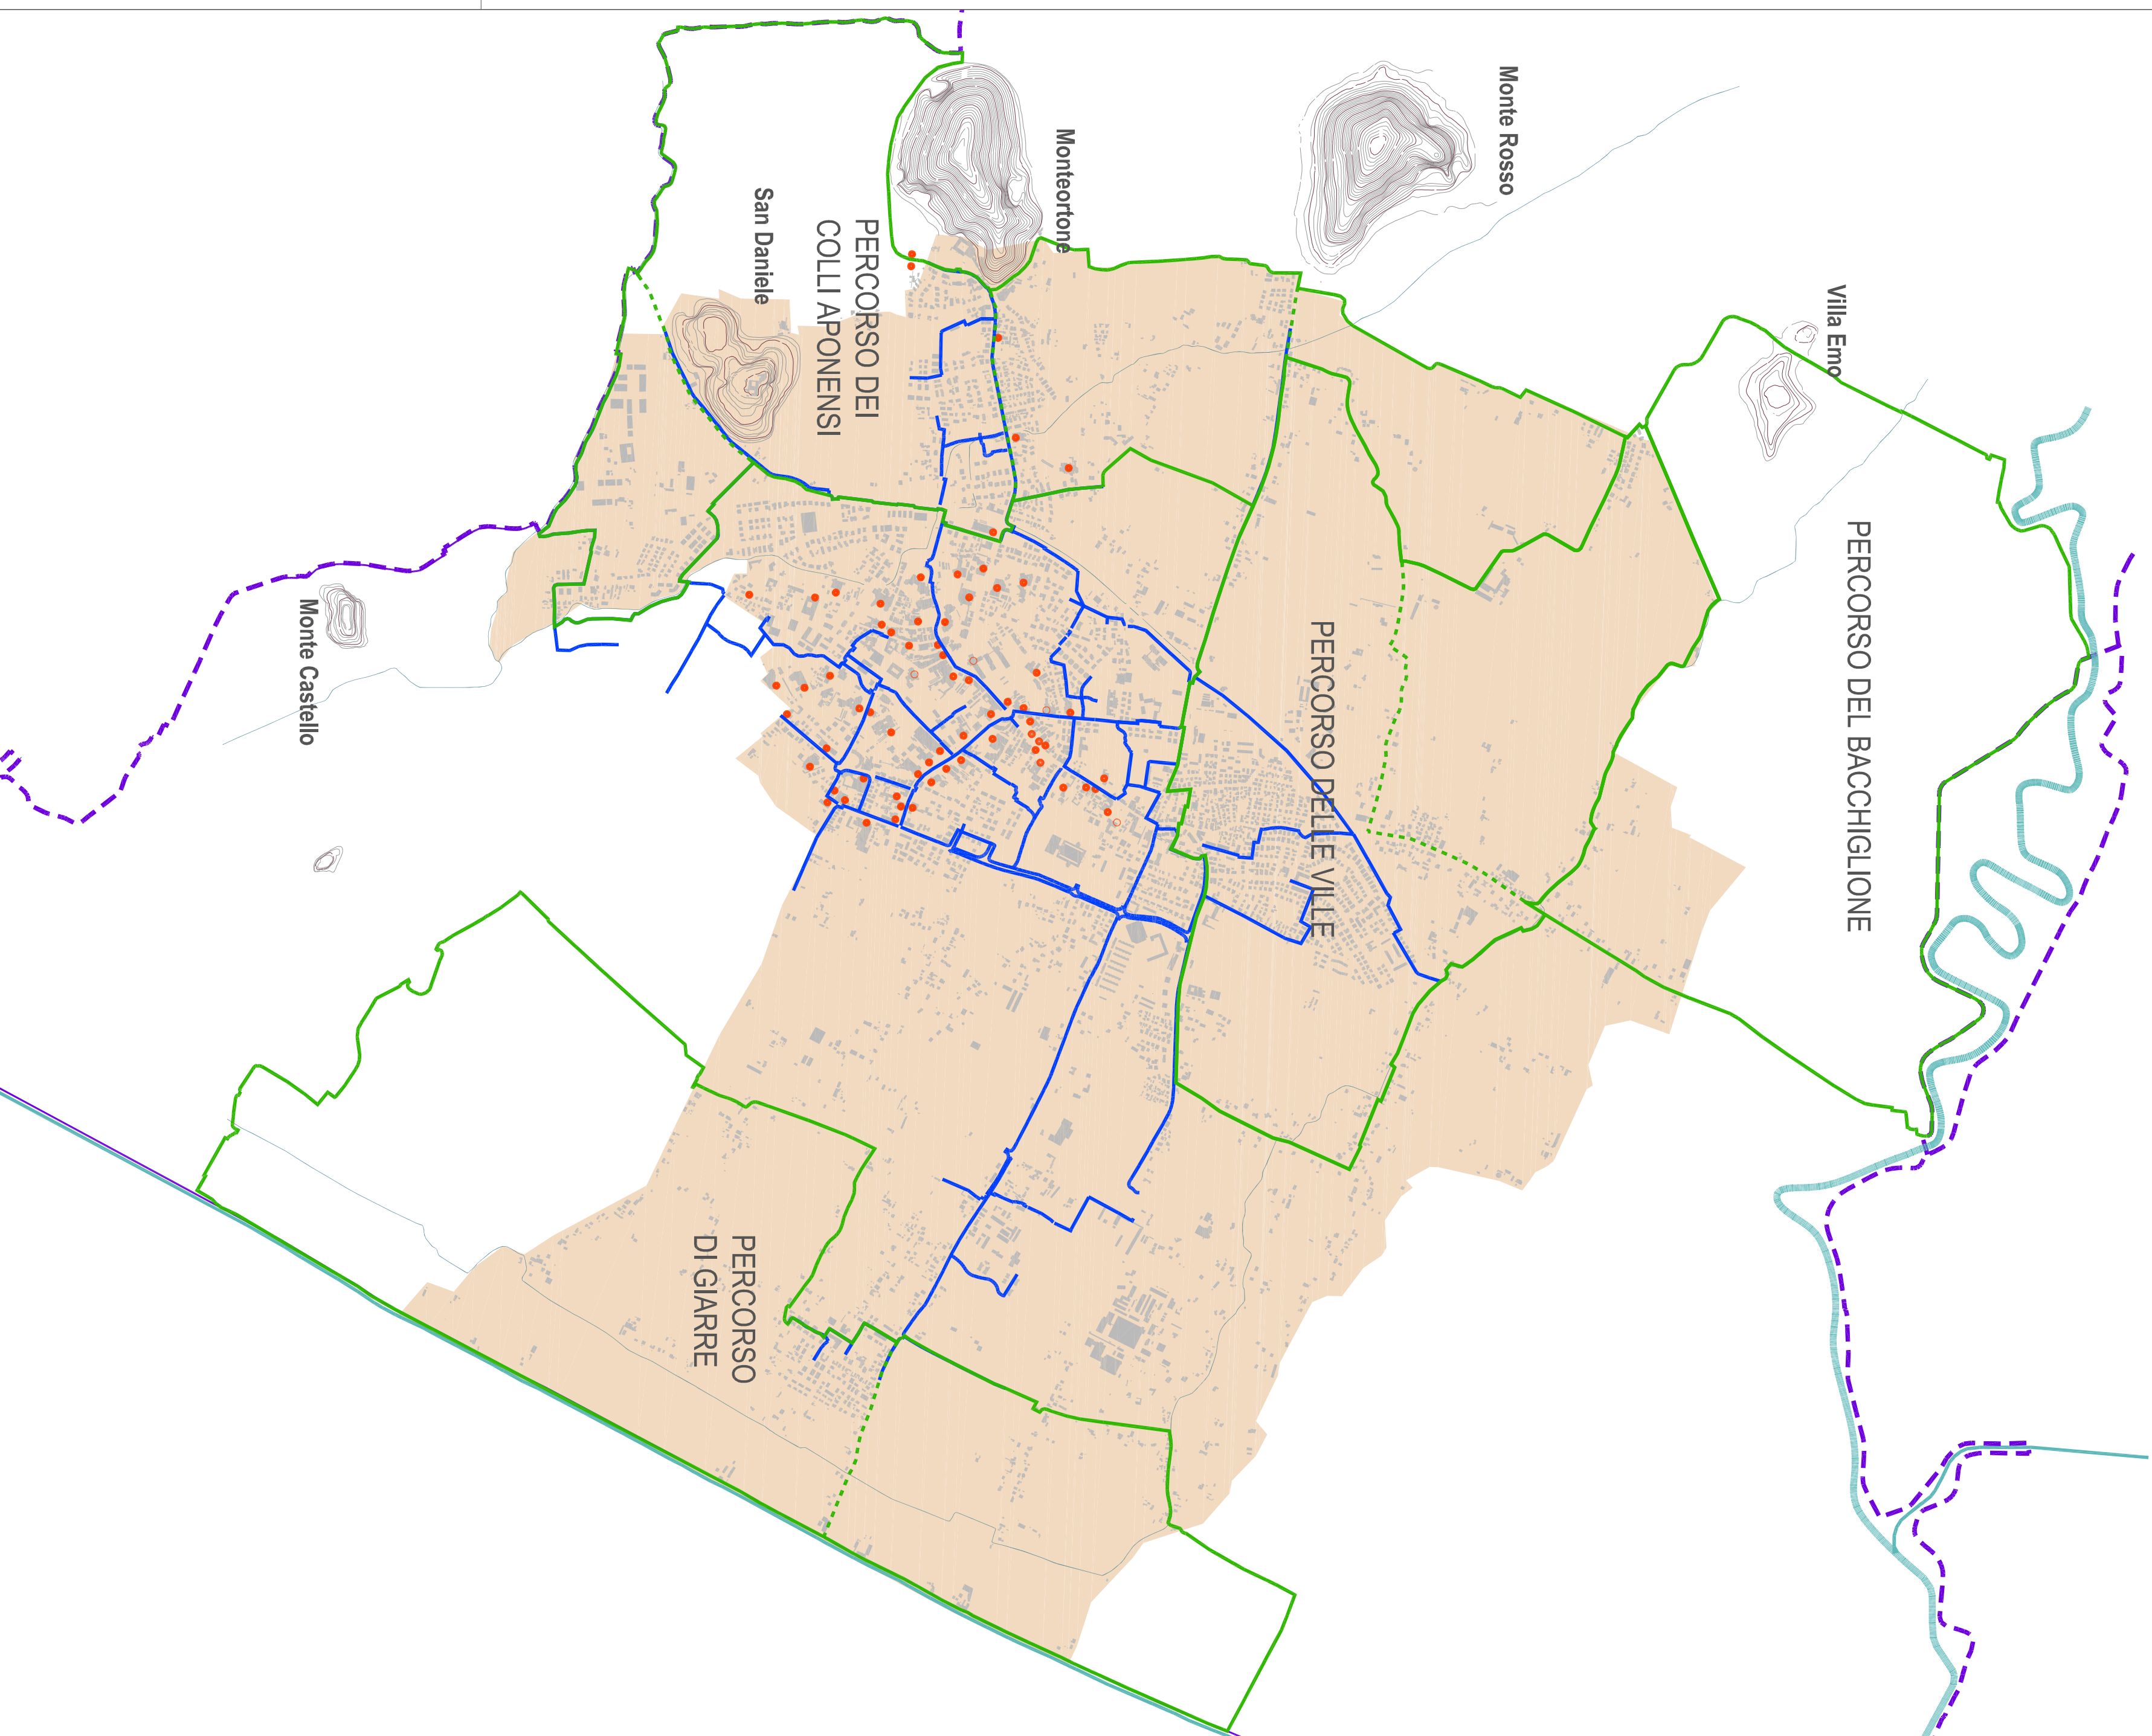 Monte Rosso
Monteortone
Villa Emo
San Daniele
PERCORSO DEI
COLLI APONENSI
PERCORSO DEL BACCHIGLIONE
PERCORSO DELLE VILLE
Monte Castello
PERCORSO
DI GIARRE